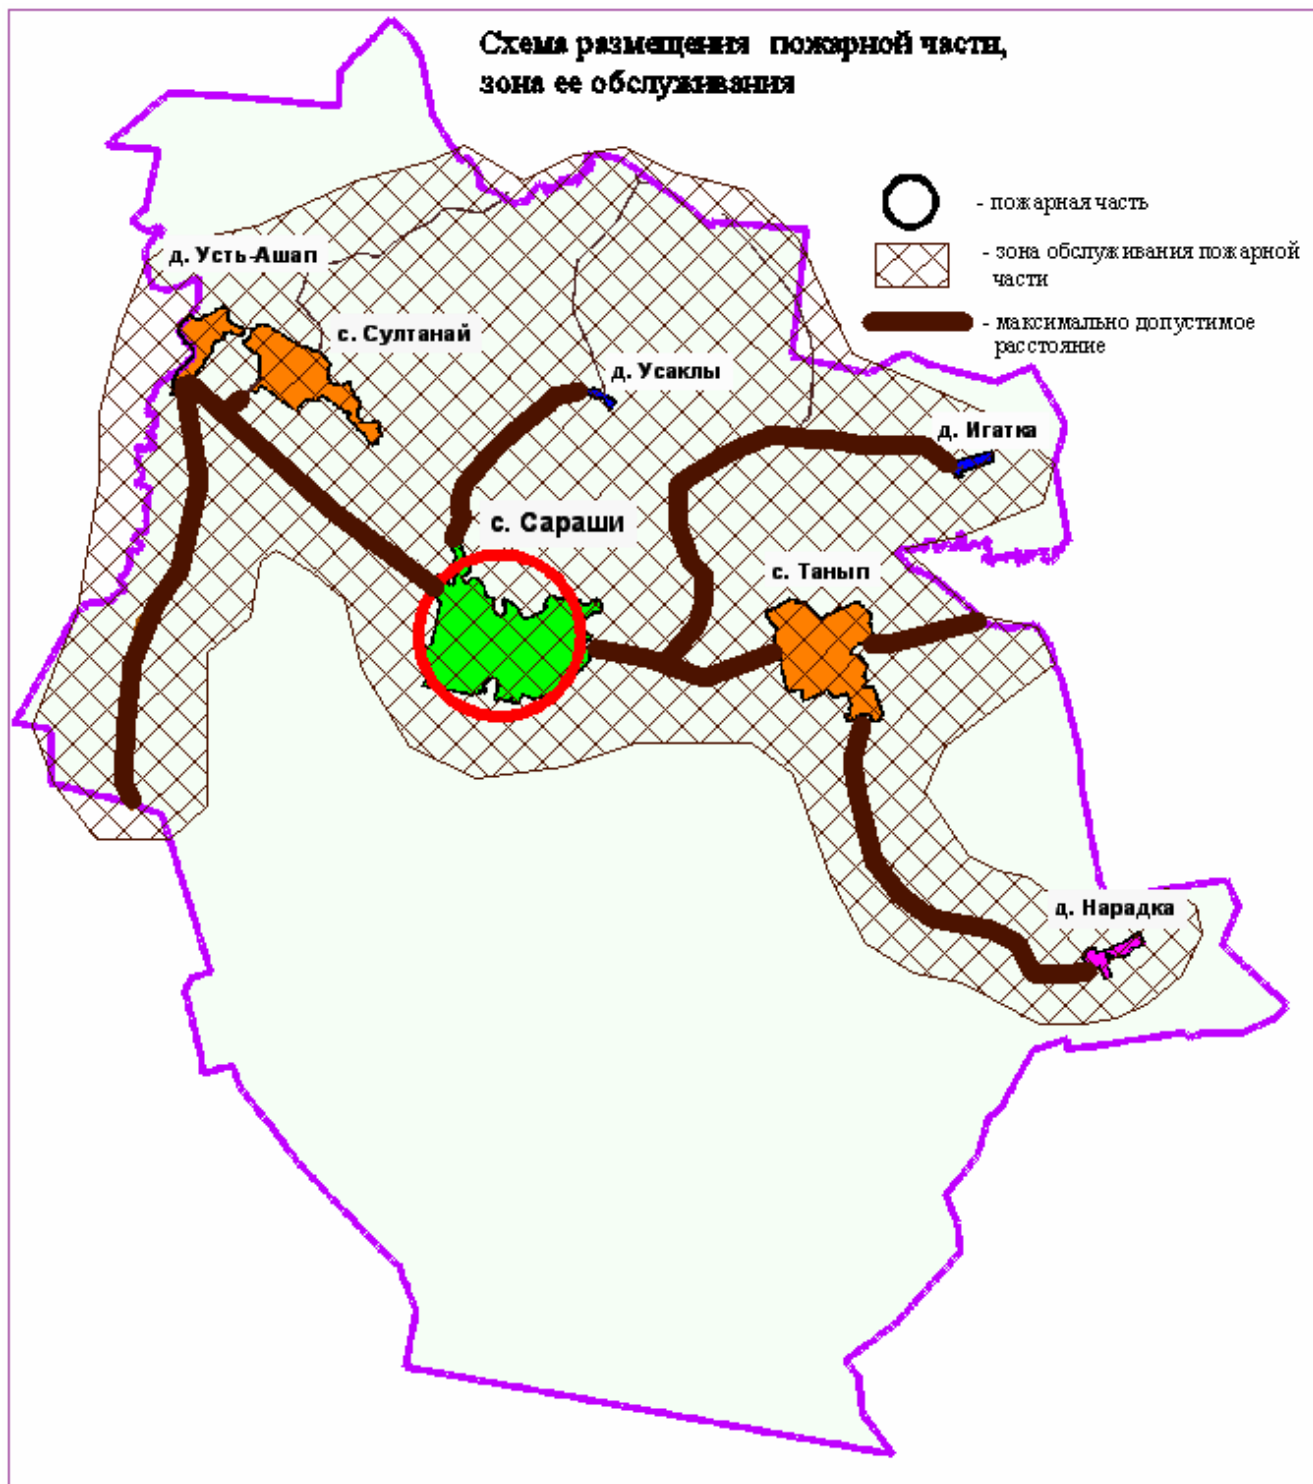 Схема размещения пожарной части,
зона ее обслуживания
- пожарная часть
- зона обслуживания пожарной
части
- максимально допустимое
расстояние
д. Усть-Ашап
с. Султанай
д. Усаклы
д. Игатка
с. Сараши
с. Танып
д. Нарадка